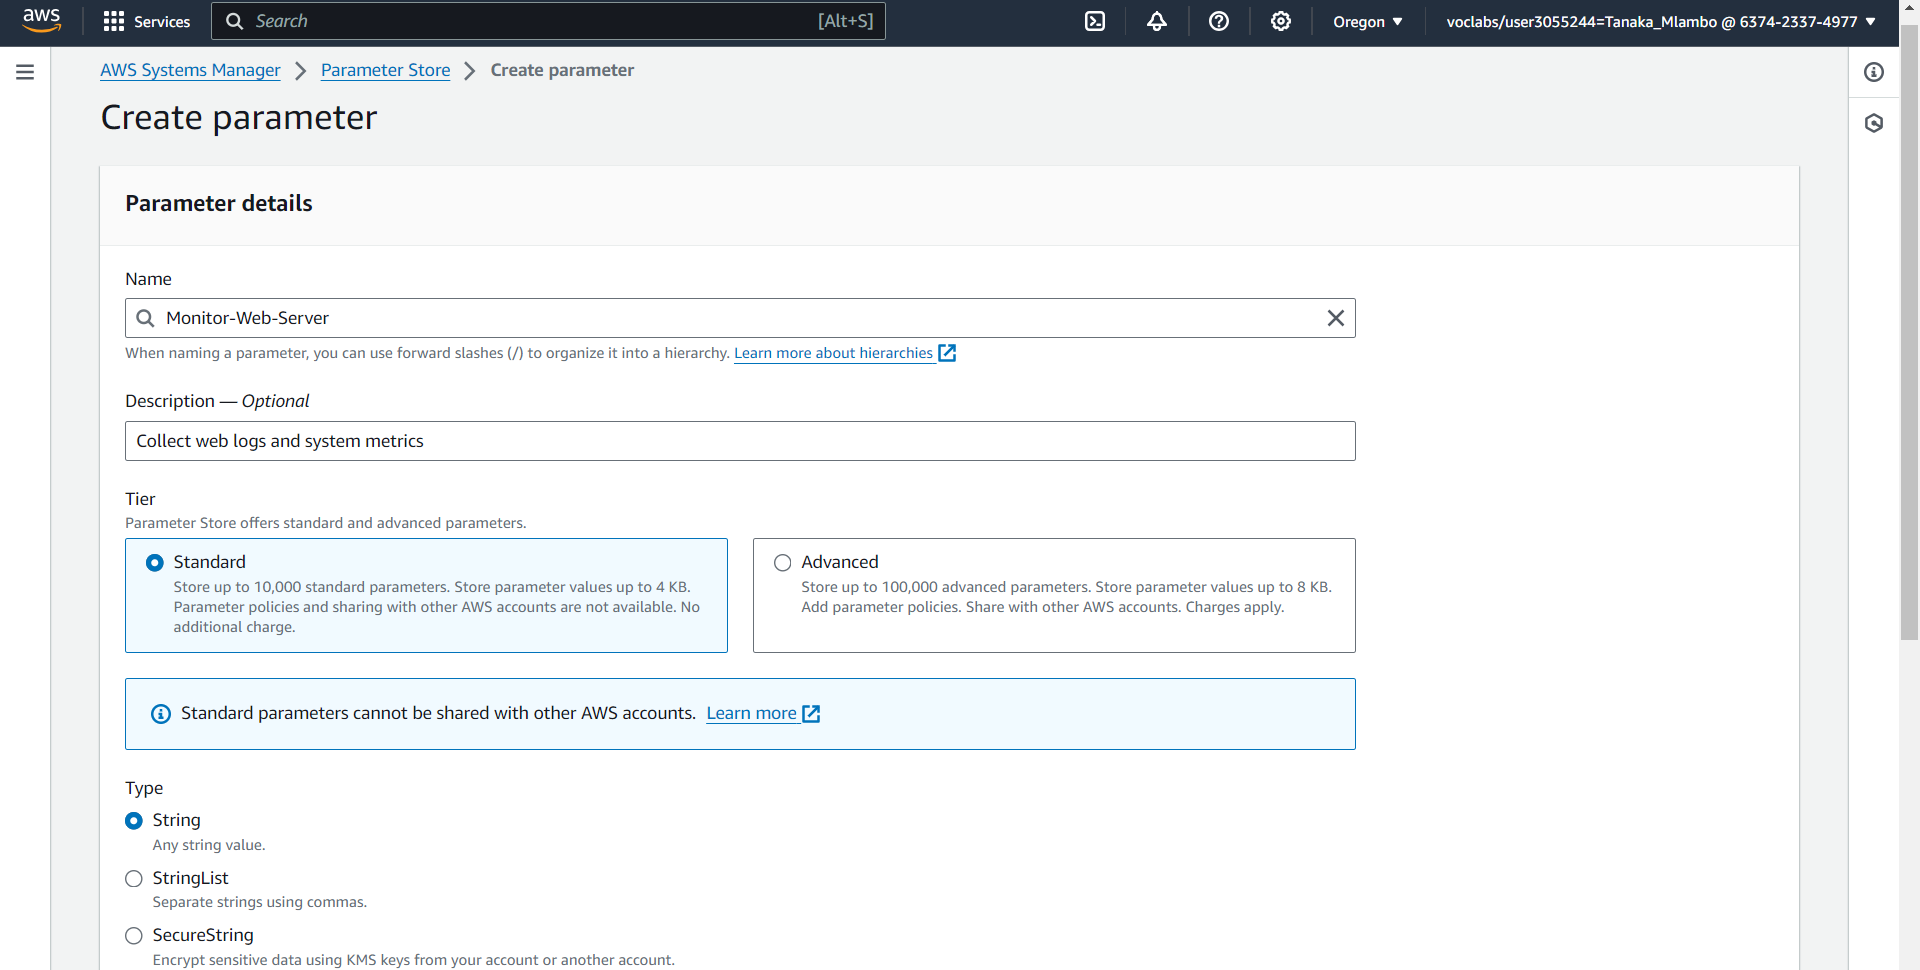 aws
Services
Search
[Alt+S]
Oregon
voclabs/user3055244=Tanaka_Mlambo @ 6374-2337-4977
AWS Systems Manager
Parameter Store
Create parameter
Create parameter
Parameter details
Name
Monitor-Web-Server
When naming a parameter, you can use forward slashes (/) to organize it into a hierarchy. Learn more about hierarchies
Description — Optional
Collect web logs and system metrics
Tier
Parameter Store offers standard and advanced parameters.
Standard
Store up to 10,000 standard parameters. Store parameter values up to 4 KB.
Parameter policies and sharing with other AWS accounts are not available. No
additional charge.
Advanced
Store up to 100,000 advanced parameters. Store parameter values up to 8 KB.
Add parameter policies. Share with other AWS accounts. Charges apply.
Standard parameters cannot be shared with other AWS accounts. Learn more
Type
String
Any string value.
StringList
Separate strings using commas.
SecureString
Encrypt sensitive data using KMS keys from your account or another account.